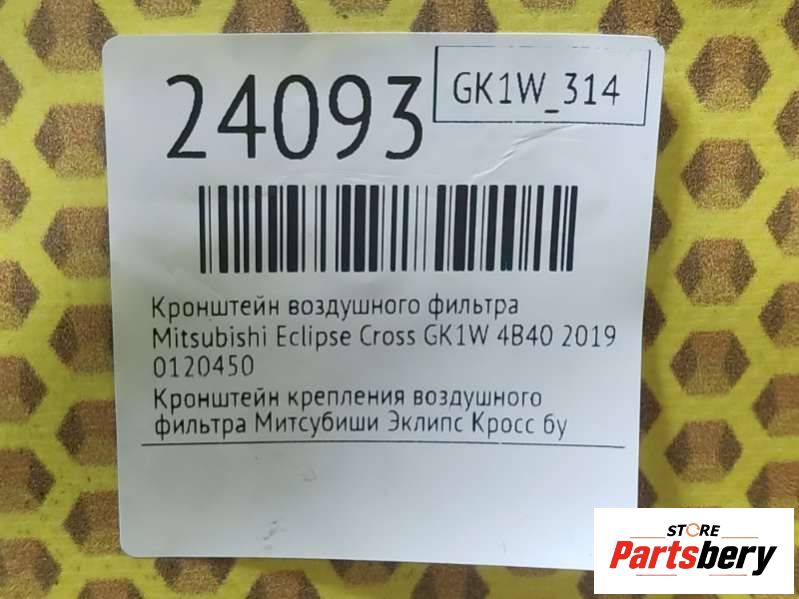 24093
GK1W_314
Кронштейн воздушного фильтра
Mitsubishi Eclipse Cross GK1W 4B40 2019
0120450
Кронштейн крепления воздушного
фильтра Митсубиши Эклипс Кросс бу
STORE
Partsbery